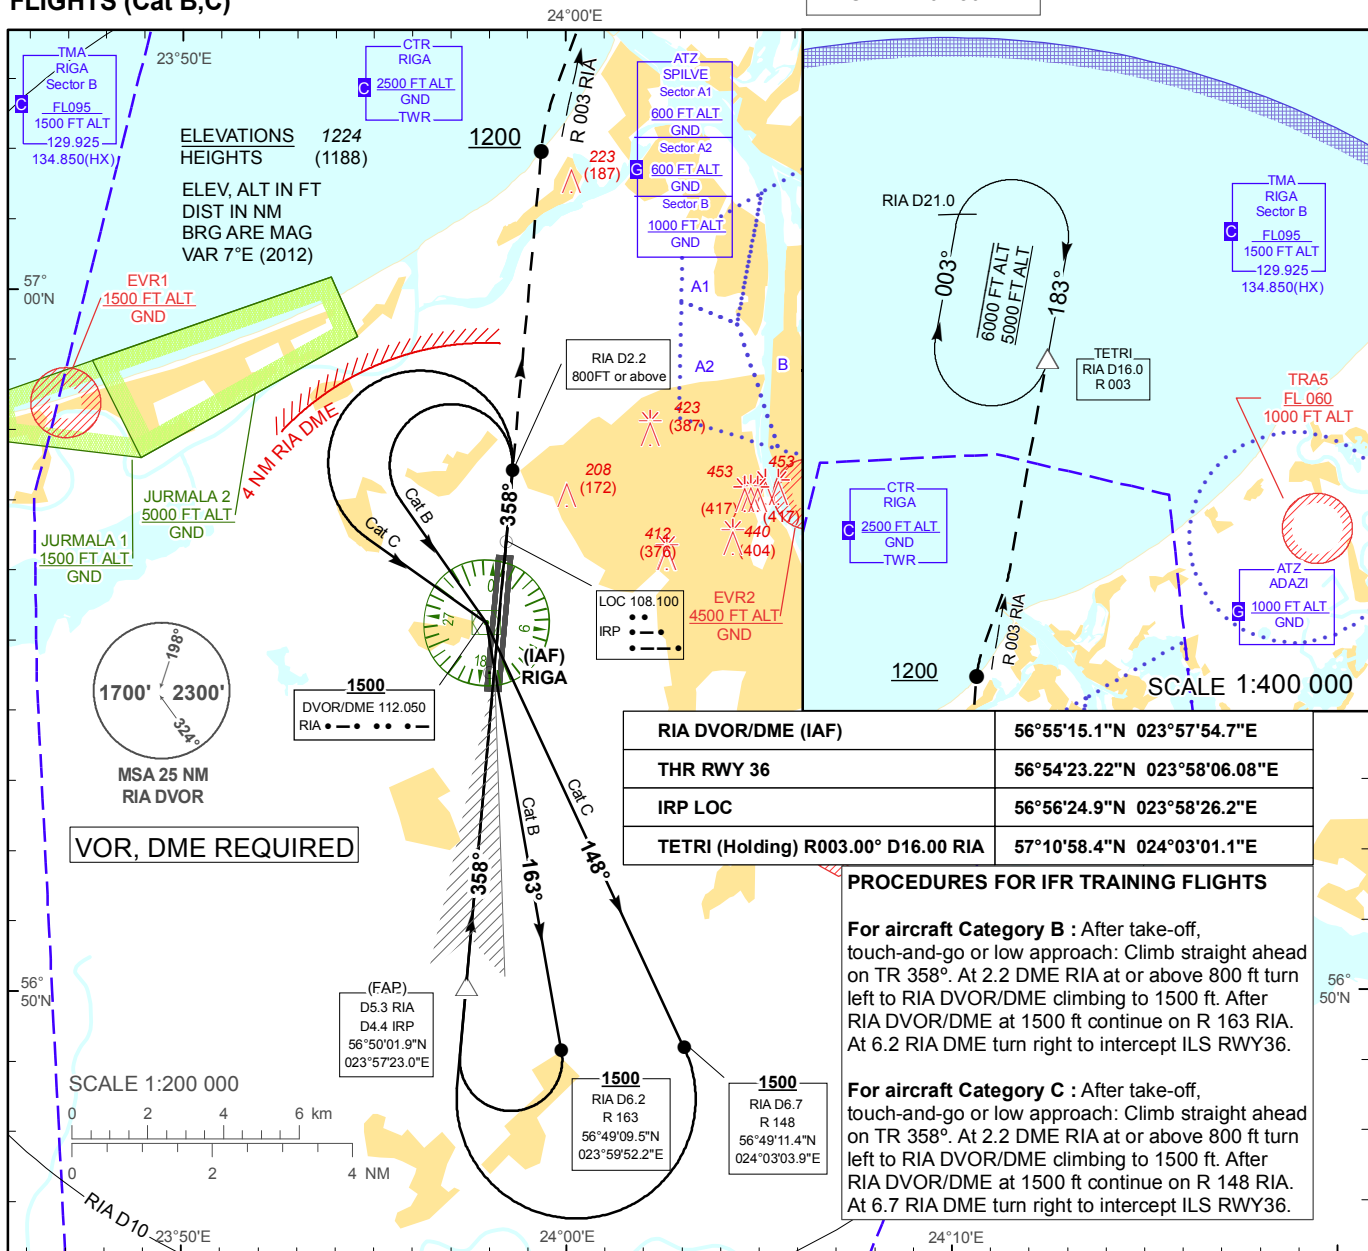 FLIGHTS (Cat B,C)
24°00'E
23°50'E
TMA
RIGA
Sector B
C
FL095
1500 FT ALT
129.925
134.850(HX)
CTR
RIGA
C
2500 FT ALT
GND
TWR
ELEVATIONS 1224
HEIGHTS (1188)
ELEV, ALT IN FT
DIST IN NM
BRG ARE MAG
VAR 7°E (2012)
1200
R 003 RIA
223
(187)
ATZ
SPILVE
Sector A1
600 FT ALT
GND
Sector A2
G
600 FT ALT
GND
Sector B
1000 FT ALT
GND
A1
A2
B
57°
00'N
EVR1
1500 FT ALT
GND
4 NM RIA DME
RIA D2.2
800FT or above
JURMALA 2
5000 FT ALT
GND
JURMALA 1
1500 FT ALT
GND
Cat B
Cat C
358°
423
(387)
208
(172)
453
(417)
453
(417)
412
(376)
440
(404)
EVR2
4500 FT ALT
GND
LOC 108.100
IRP
0
9
18
27
(IAF)
RIGA
1500
DVOR/DME 112.050
RIA
198°
1700' 2300'
324°
MSA 25 NM
RIA DVOR
VOR, DME REQUIRED
358°
Cat B
163°
Cat C
148°
(FAP)
D5.3 RIA
D4.4 IRP
56°50'01.9"N
023°57'23.0"E
1500
RIA D6.2
R 163
56°49'09.5"N
023°59'52.2"E
1500
RIA D6.7
R 148
56°49'11.4"N
024°03'03.9"E
56°
50'N
SCALE 1:200 000
0 2 4 6 km
0 2 4 NM
RIA D10
23°50'E
24°00'E
24°10'E
RIA D21.0
003°
6000 FT ALT
5000 FT ALT
183°
TETRI
RIA D16.0
R 003
TMA
RIGA
Sector B
C
FL095
1500 FT ALT
129.925
134.850(HX)
TRA5
FL 060
1000 FT ALT
CTR
RIGA
C
2500 FT ALT
GND
TWR
ATZ
ADAZI
G
1000 FT ALT
GND
1200
R 003 RIA
SCALE 1:400 000
RIA DVOR/DME (IAF) 56°55'15.1"N 023°57'54.7"E
THR RWY 36 56°54'23.22"N 023°58'06.08"E
IRP LOC 56°56'24.9"N 023°58'26.2"E
TETRI (Holding) R003.00° D16.00 RIA 57°10'58.4"N 024°03'01.1"E
PROCEDURES FOR IFR TRAINING FLIGHTS
For aircraft Category B : After take-off,
touch-and-go or low approach: Climb straight ahead
on TR 358º. At 2.2 DME RIA at or above 800 ft turn
left to RIA DVOR/DME climbing to 1500 ft. After
RIA DVOR/DME at 1500 ft continue on R 163 RIA.
At 6.2 RIA DME turn right to intercept ILS RWY36.
For aircraft Category C : After take-off,
touch-and-go or low approach: Climb straight ahead
on TR 358º. At 2.2 DME RIA at or above 800 ft turn
left to RIA DVOR/DME climbing to 1500 ft. After
RIA DVOR/DME at 1500 ft continue on R 148 RIA.
At 6.7 RIA DME turn right to intercept ILS RWY36.
56°
50'N